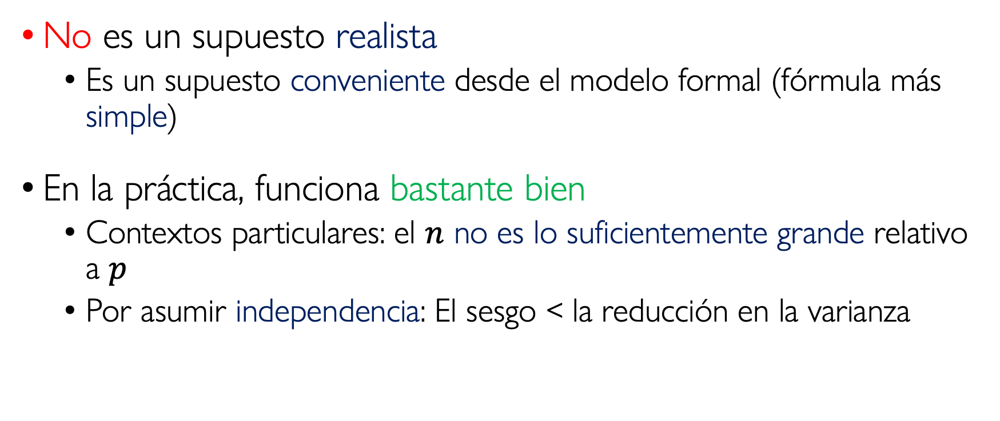 • No es un supuesto realista
• Es un supuesto conveniente desde el modelo formal (fórmula más
simple)
• En la práctica, funciona bastante bien
• Contextos particulares: el n no es lo suficientemente grande relativo
a p
• Por asumir independencia: El sesgo < la reducción en la varianza